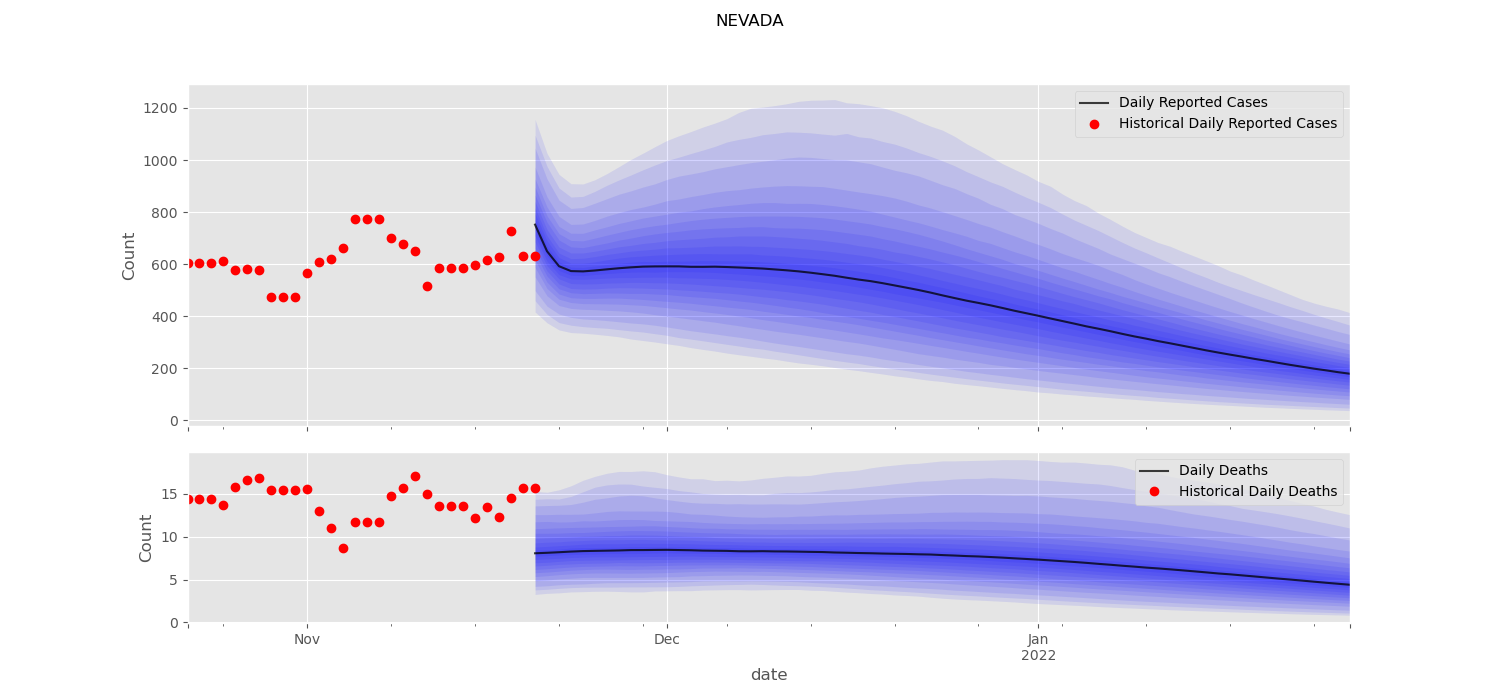 NEVADA
Daily Reported Cases
Historical Daily Reported Cases
1200
1000
800
600
400
200
0
Count
Daily Deaths
Historical Daily Deaths
15
10
5
0
Count
Nov
Dec
Jan
2022
date